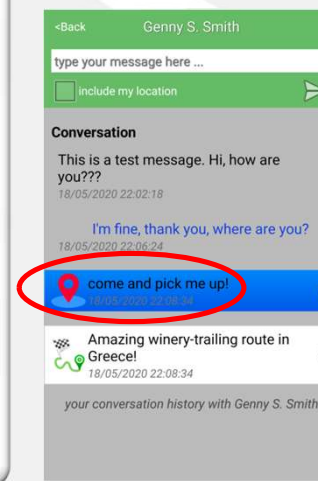 <Back Genny S. Smith
type your message here ...
include my location
Conversation
This is a test message. Hi, how are
you???
18/05/2020 22:02:18
I'm fine, thank you, where are you?
18/05/2020 22:06:24
come and pick me up!
18/05/2020 22:08:34
Amazing winery-trailing route in
Greece!
18/05/2020 22:08:34
your conversation history with Genny S. Smith